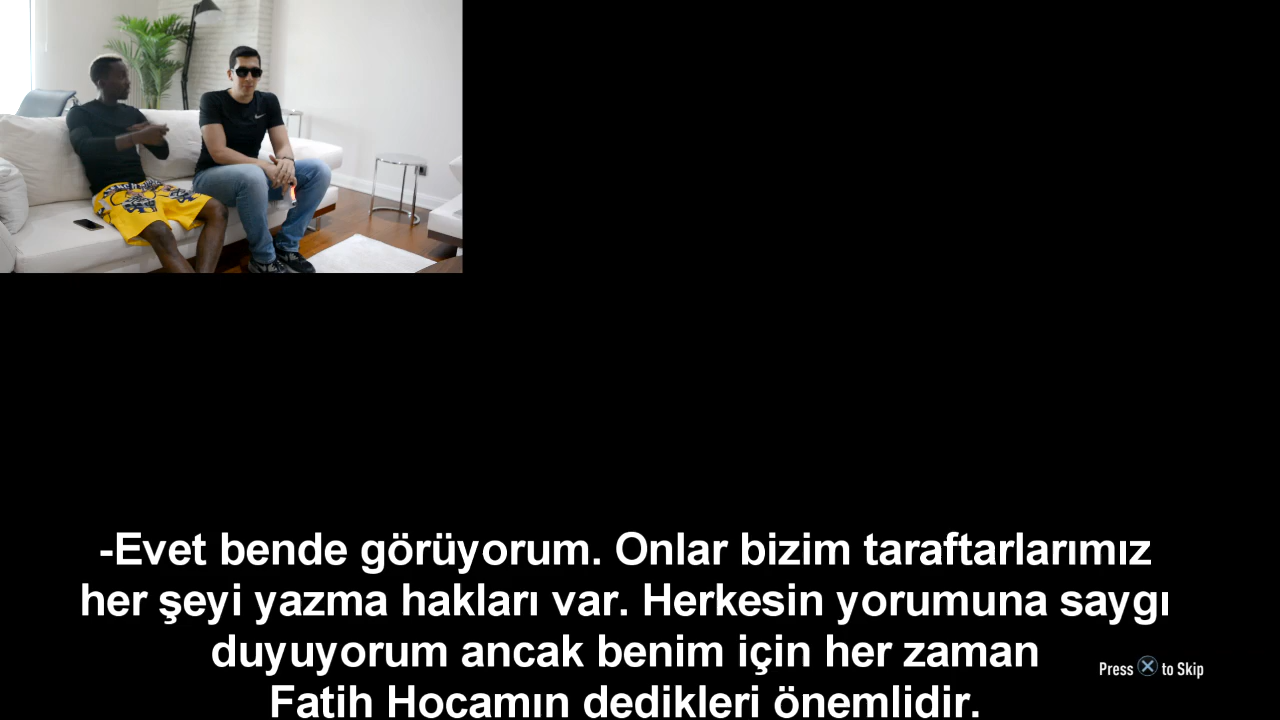 -Evet bende görüyorum. Onlar bizim taraftarlarımız
her şeyi yazma hakları var. Herkesin yorumuna saygı
duyuyorum ancak benim için her zaman
Fatih Hocamın dedikleri önemlidir.
Press X to Skip